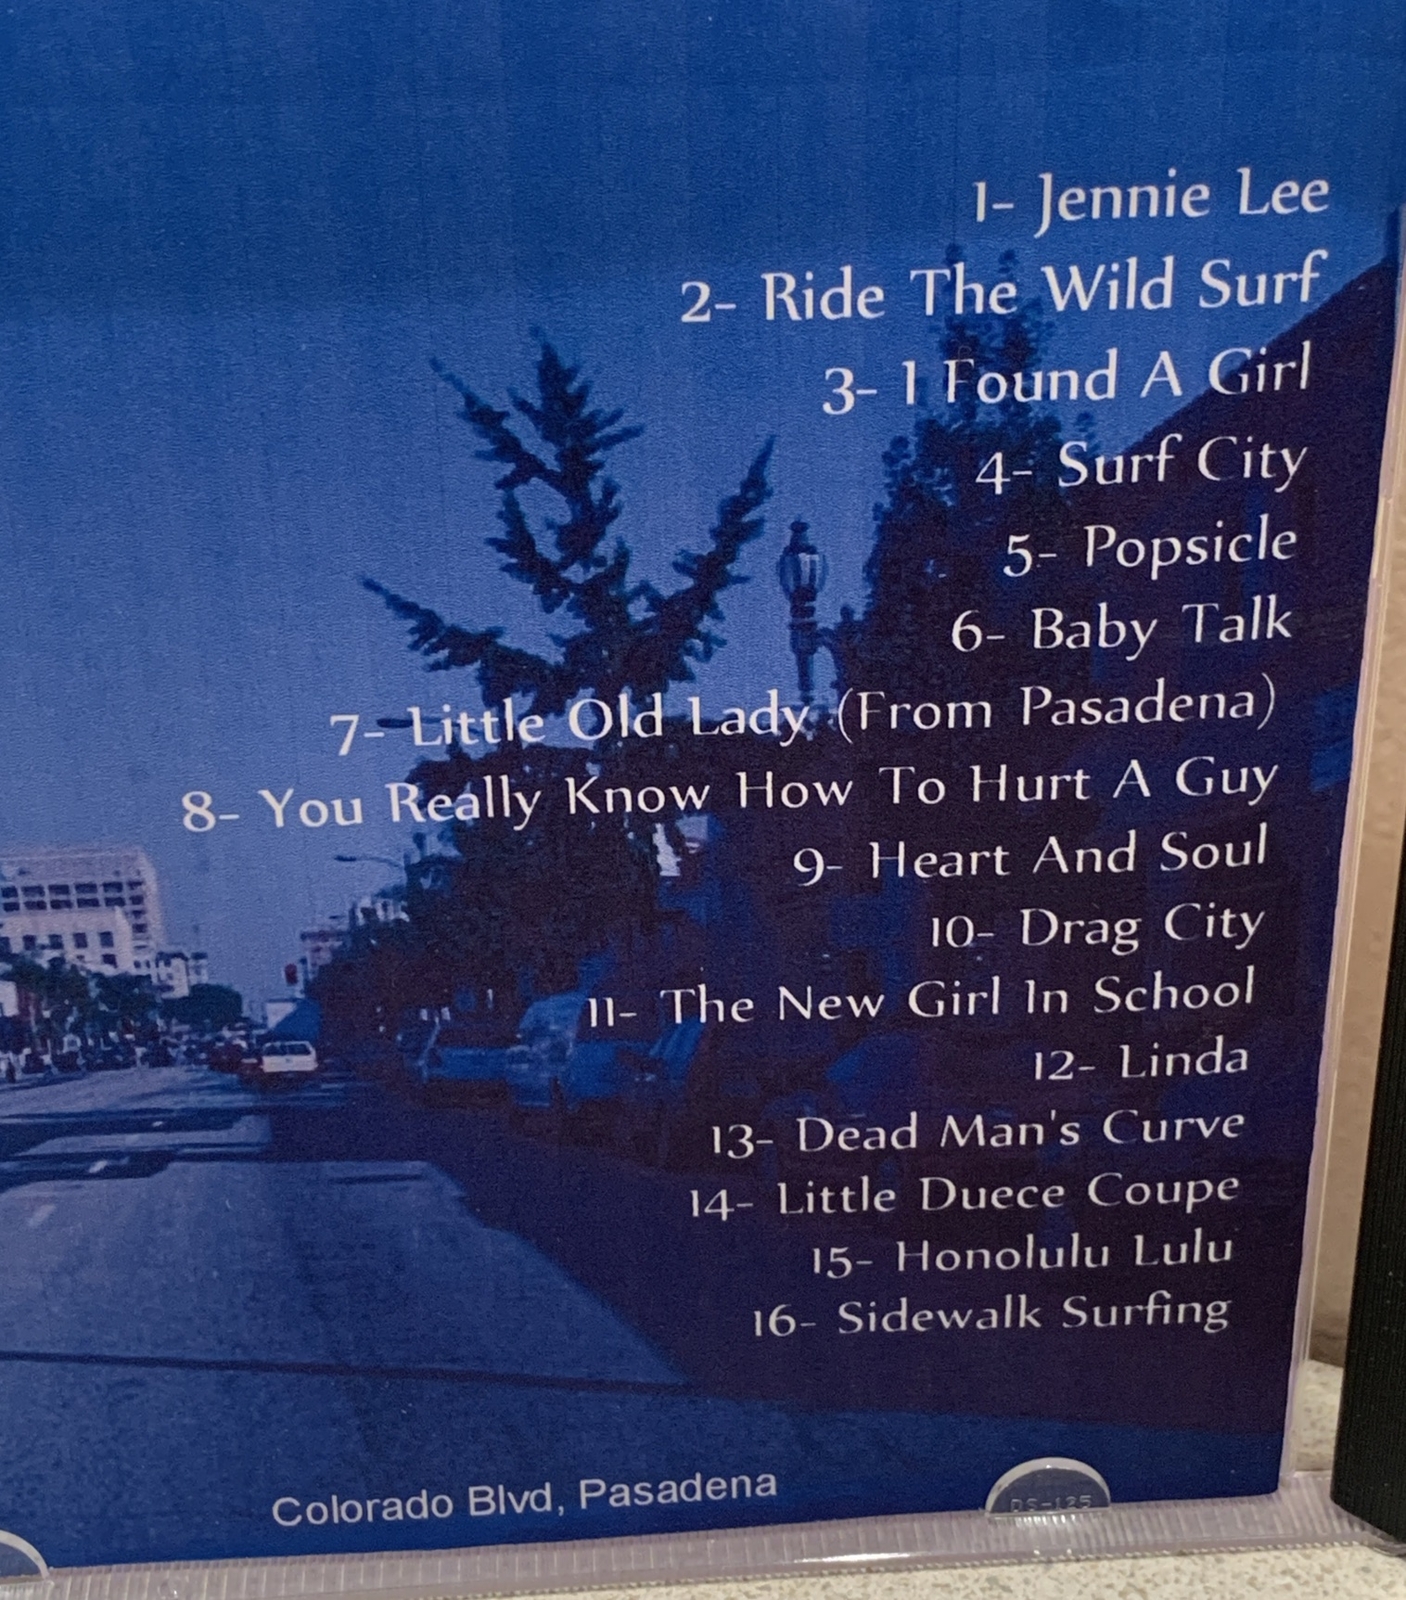 1- Jennie Lee
2- Ride The Wild Surf
3- I Found A Girl
4- Surf City
5- Popsicle
6- Baby Talk
7- Little Old Lady (From Pasadena)
8- You Really Know How To Hurt A Guy
9- Heart And Soul
10- Drag City
11- The New Girl In School
12- Linda
13- Dead Man's Curve
14- Little Duece Coupe
15- Honolulu Lulu
16- Sidewalk Surfing
Colorado Blvd, Pasadena
DS-125